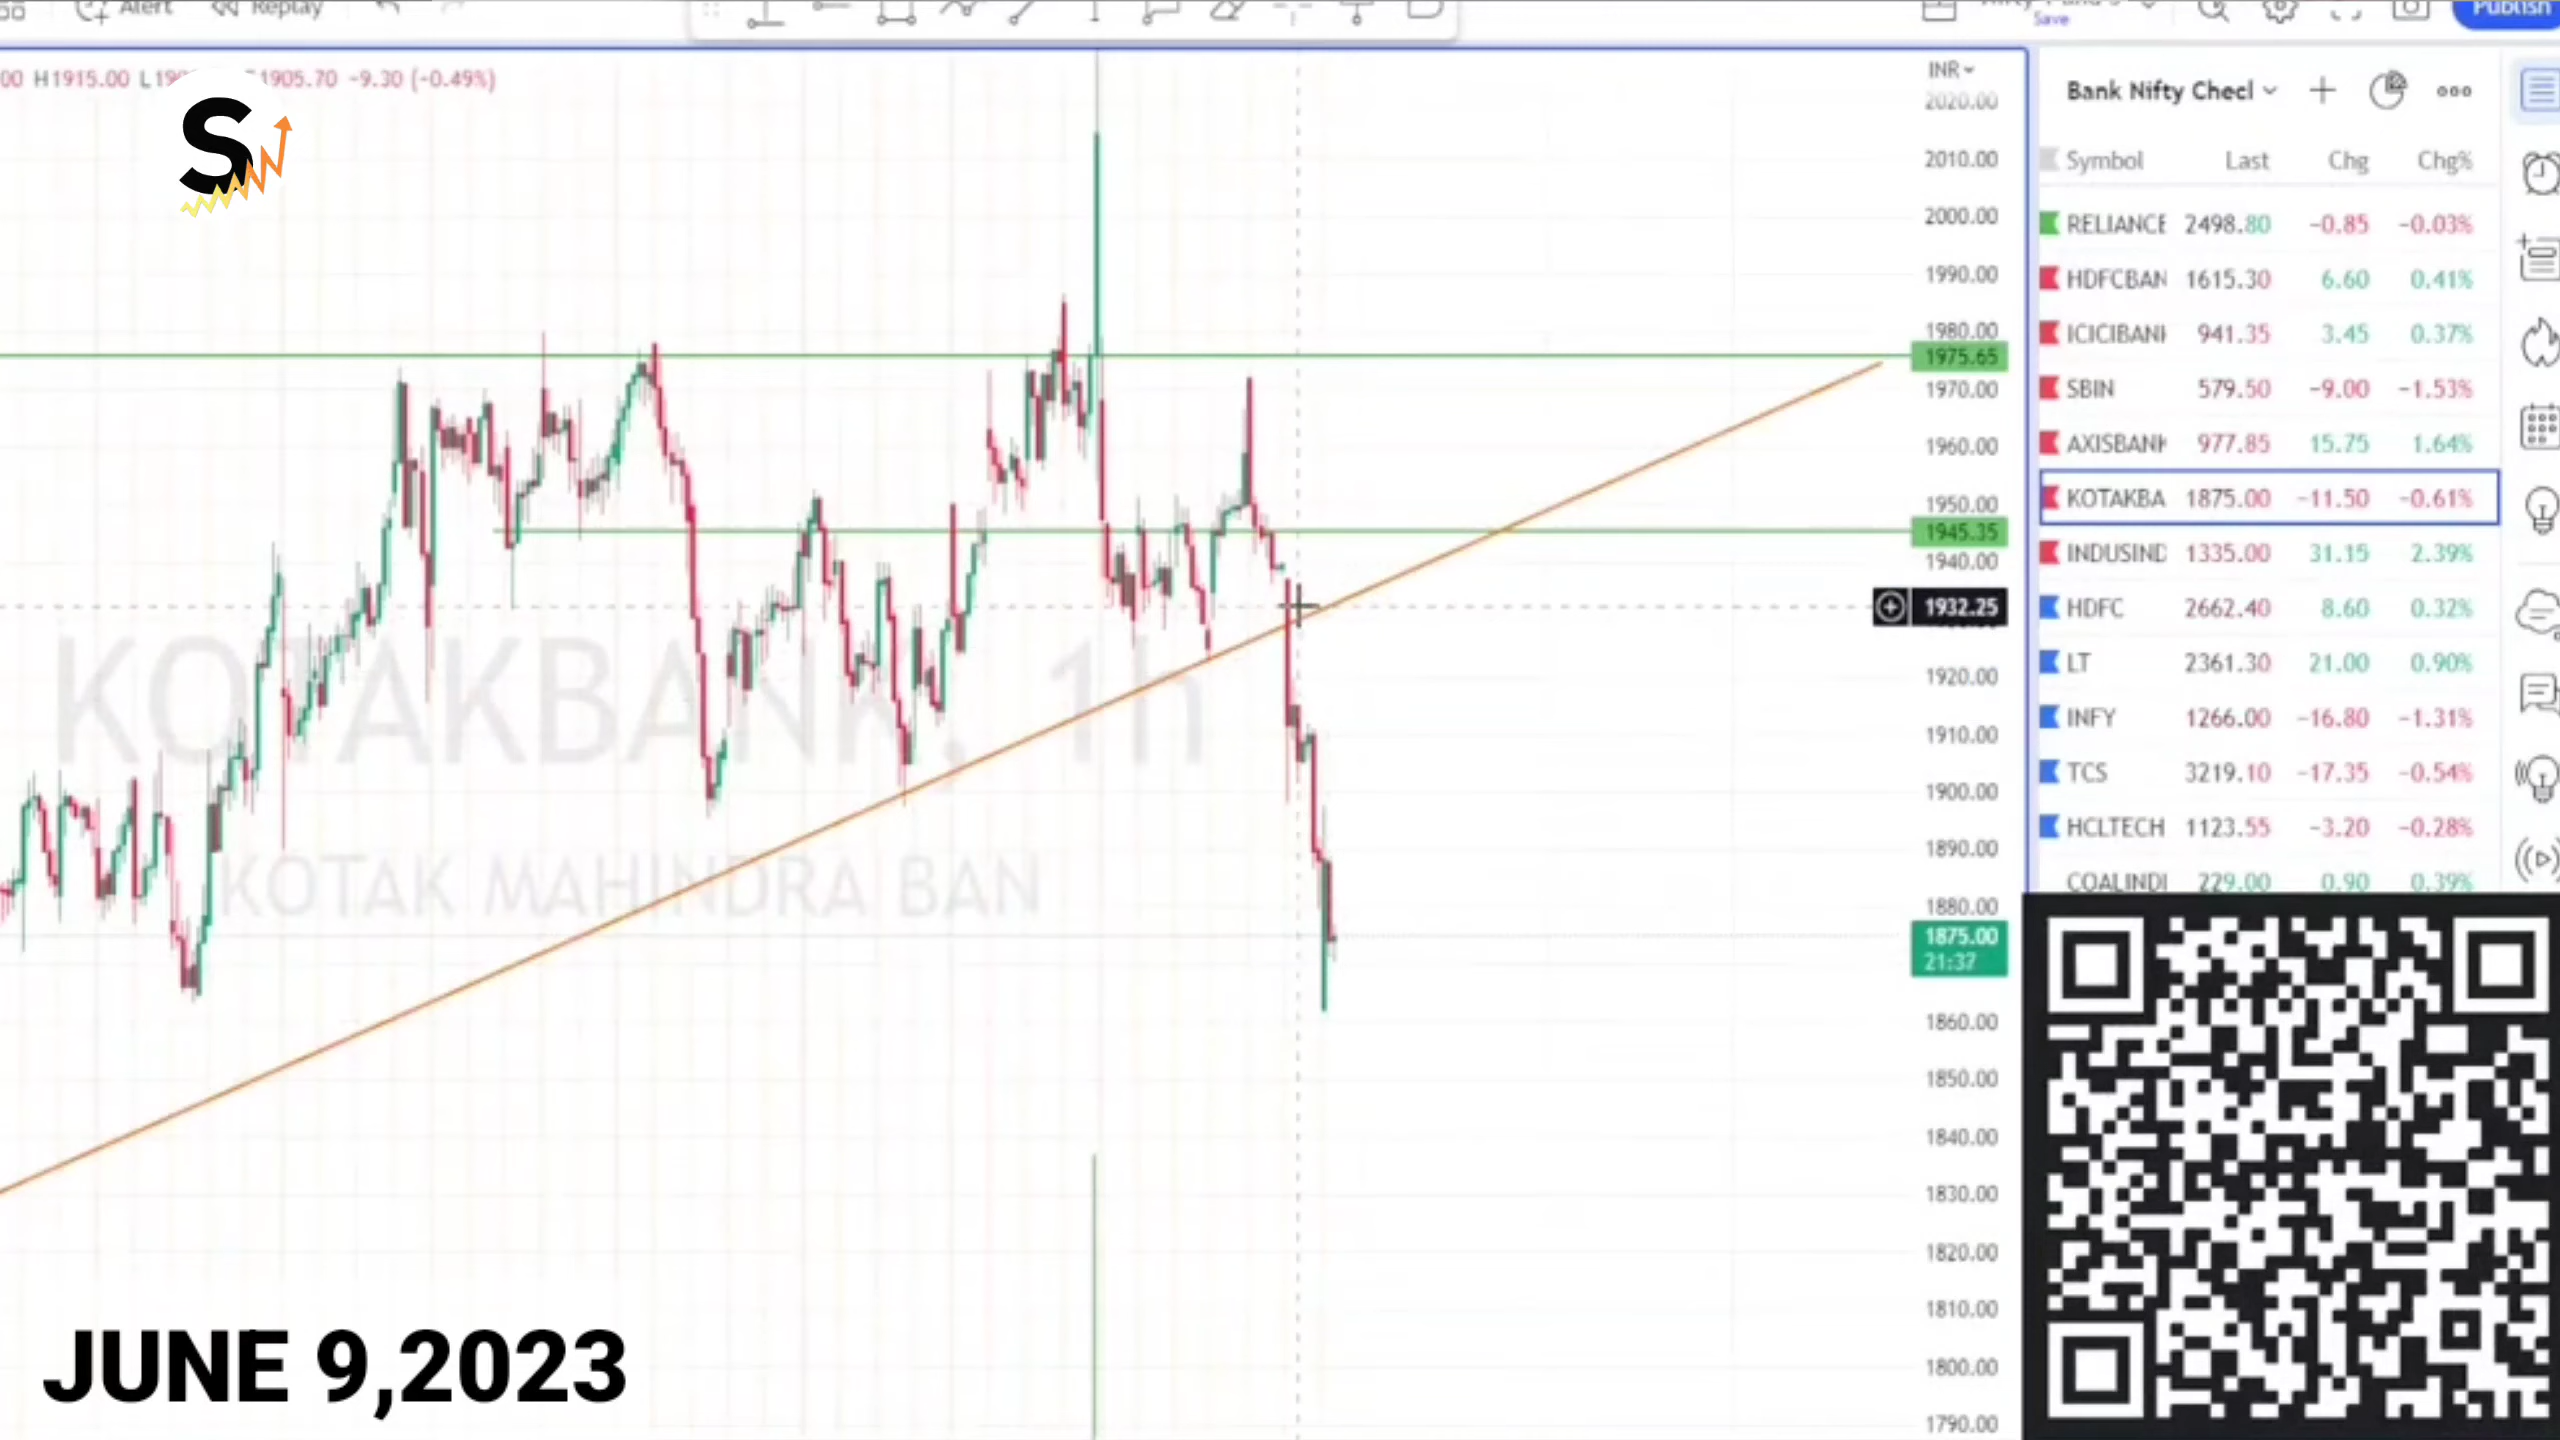 Alert Replay
Save
Publish
00 H1915.00 L19 1905.70 −9.30 (−0.49%)
S
INR
2020.00
2010.00
2000.00
1990.00
1980.00
1975.65
1970.00
1960.00
1950.00
1945.35
1940.00
1932.25
1920.00
1910.00
1900.00
1890.00
1880.00
1875.00
21:37
1860.00
1850.00
1840.00
1830.00
1820.00
1810.00
1800.00
1790.00
KOTAKBANK, 1h
KOTAK MAHINDRA BAN
Bank Nifty Checl
Symbol Last Chg Chg%
RELIANCE 2498.80 −0.85 −0.03%
HDFCBAN 1615.30 6.60 0.41%
ICICIBANI 941.35 3.45 0.37%
SBIN 579.50 −9.00 −1.53%
AXISBANK 977.85 15.75 1.64%
KOTAKBA 1875.00 −11.50 −0.61%
INDUSIND 1335.00 31.15 2.39%
HDFC 2662.40 8.60 0.32%
LT 2361.30 21.00 0.90%
INFY 1266.00 −16.80 −1.31%
TCS 3219.10 −17.35 −0.54%
HCLTECH 1123.55 −3.20 −0.28%
COALINDI 229.00 0.90 0.39%
JUNE 9,2023